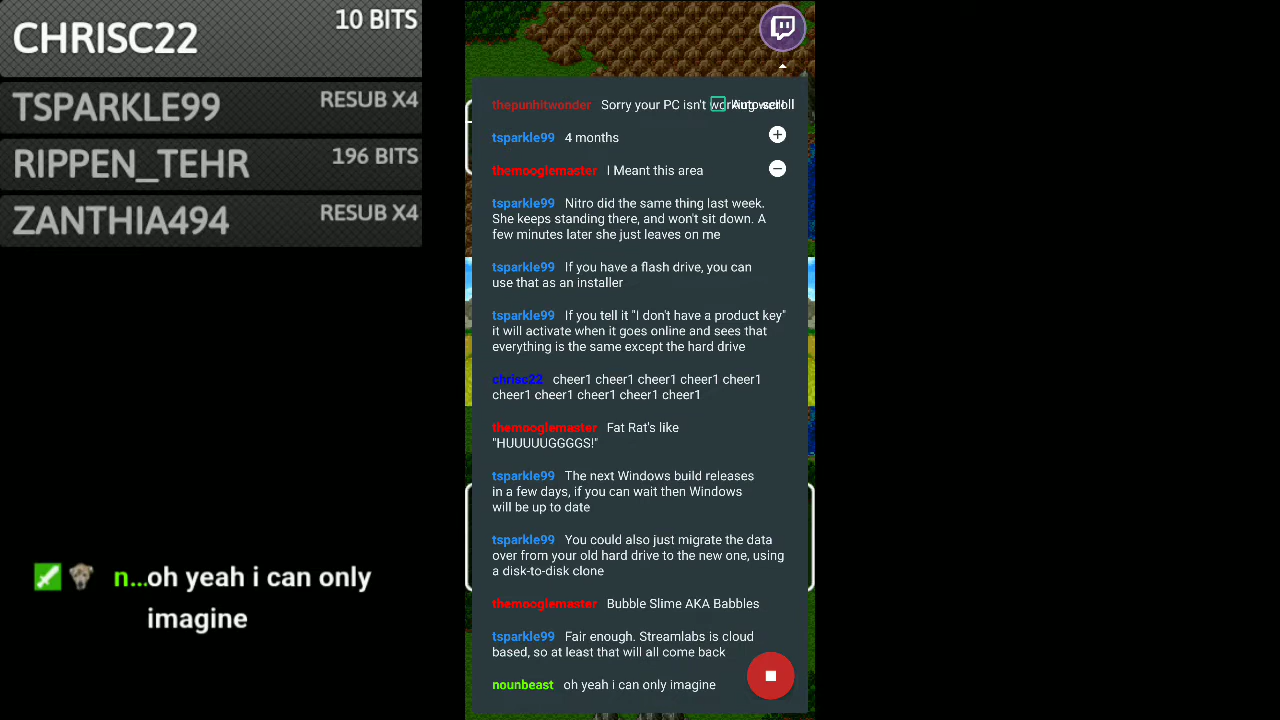 CHRISC22 10 BITS
TSPARKLE99 RESUB X4
RIPPEN_TEHR 196 BITS
ZANTHIA494 RESUB X4
n...oh yeah i can only
imagine
thepunhitwonder Sorry your PC isn't working
Auto-scroll
tsparkle99 4 months
themooglemaster I Meant this area
tsparkle99 Nitro did the same thing last week.
She keeps standing there, and won't sit down. A
few minutes later she just leaves on me
tsparkle99 If you have a flash drive, you can
use that as an installer
tsparkle99 If you tell it "I don't have a product key"
it will activate when it goes online and sees that
everything is the same except the hard drive
chrisc22 cheer1 cheer1 cheer1 cheer1 cheer1
cheer1 cheer1 cheer1 cheer1 cheer1
themooglemaster Fat Rat's like
"HUUUUUGGGGS!"
tsparkle99 The next Windows build releases
in a few days, if you can wait then Windows
will be up to date
tsparkle99 You could also just migrate the data
over from your old hard drive to the new one, using
a disk-to-disk clone
themooglemaster Bubble Slime AKA Babbles
tsparkle99 Fair enough. Streamlabs is cloud
based, so at least that will all come back
nounbeast oh yeah i can only imagine